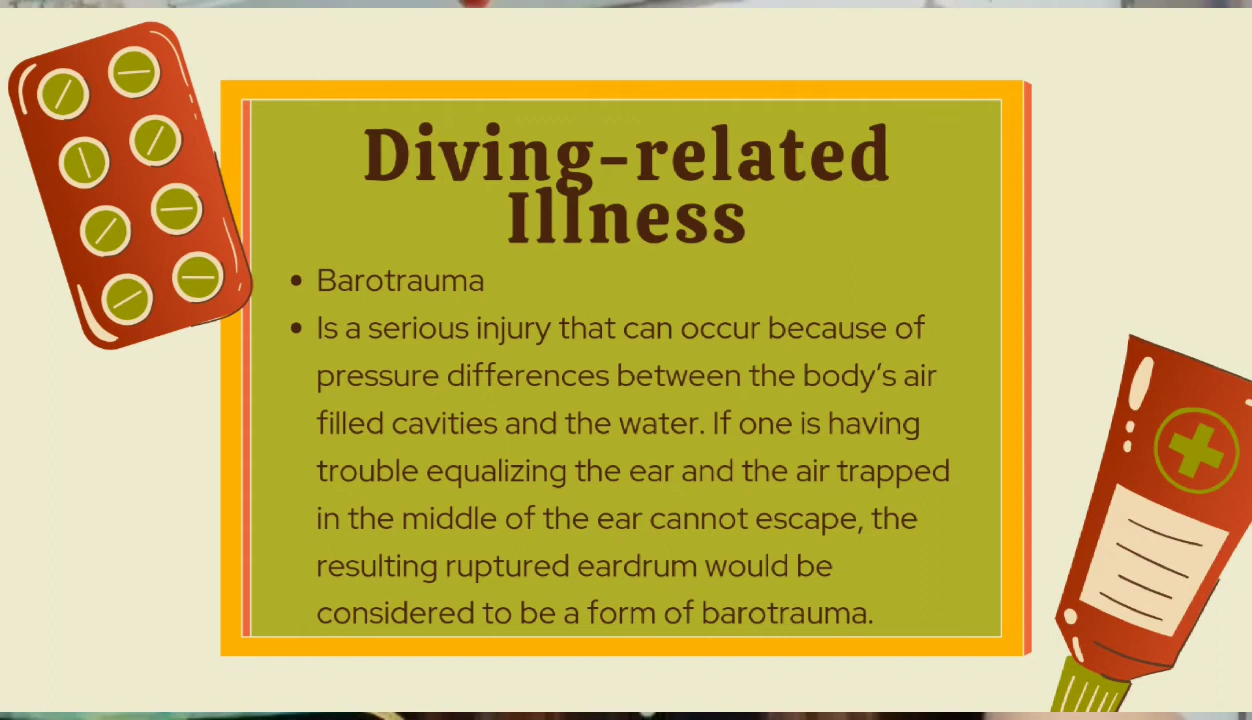 Diving-related
Illness
• Barotrauma
• Is a serious injury that can occur because of
pressure differences between the body's air
filled cavities and the water. If one is having
trouble equalizing the ear and the air trapped
in the middle of the ear cannot escape, the
resulting ruptured eardrum would be
considered to be a form of barotrauma.